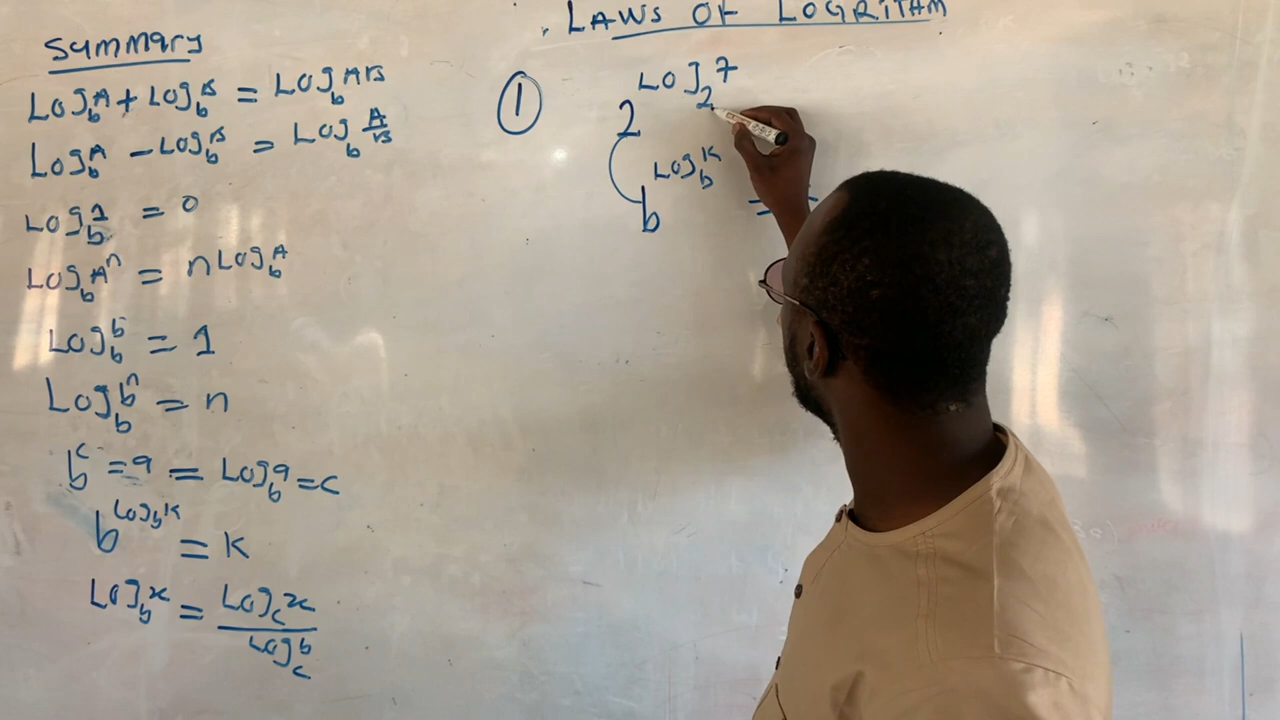 LAWS OF LOGRITHM
Summary
Log_b A + Log_b B = Log_b AB
Log_b A - Log_b B = Log_b A/B
Log_b 1 = 0
Log_b A^n = n Log_b A
Log_b b = 1
Log_b b^n = n
b^c = a = Log_b a = c
b^(Log_b K) = K
Log_b x = Log_c x / Log_c b
① 2^(Log_2 7)
b^(Log_b K) =